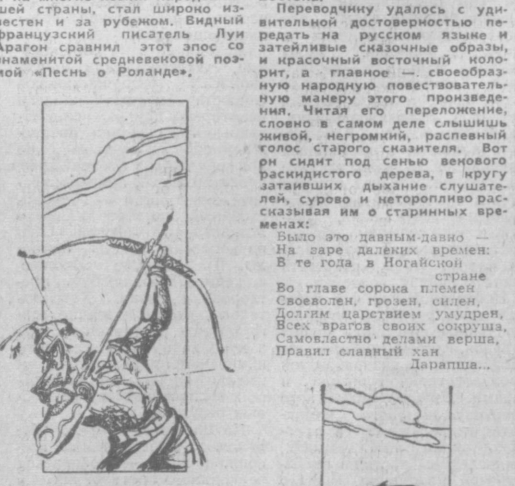 шей страны, стал широко из-
вестен и за рубежом. Видный
французский писатель Луи
Арагон сравнил этот эпос со
знаменитой средневековой поэ-
мой «Песнь о Роланде».
Переводчику удалось с уди-
вительной достоверностью пе-
редать на русском языке и
затейливые сказочные образы,
и красочный восточный коло-
рит, а главное — своеобраз-
ную народную повествователь-
ную манеру этого произведе-
ния. Читая его переложение,
словно в самом деле слышишь
живой, негромкий, распевный
голос старого сказителя. Вот
он сидит под сенью векового
раскидистого дерева, в кругу
затаивших дыхание слушате-
лей, сурово и неторопливо рас-
сказывая им о старинных вре-
менах:
Было это давным-давно —
На заре далеких времен:
В те года в Ногайской
стране
Во главе сорока племен
Своеволен, грозен, силен,
Долгим царствием умудрен,
Всех врагов своих сокруша,
Самовластно делами верша,
Правил славный хан
Дарапша...